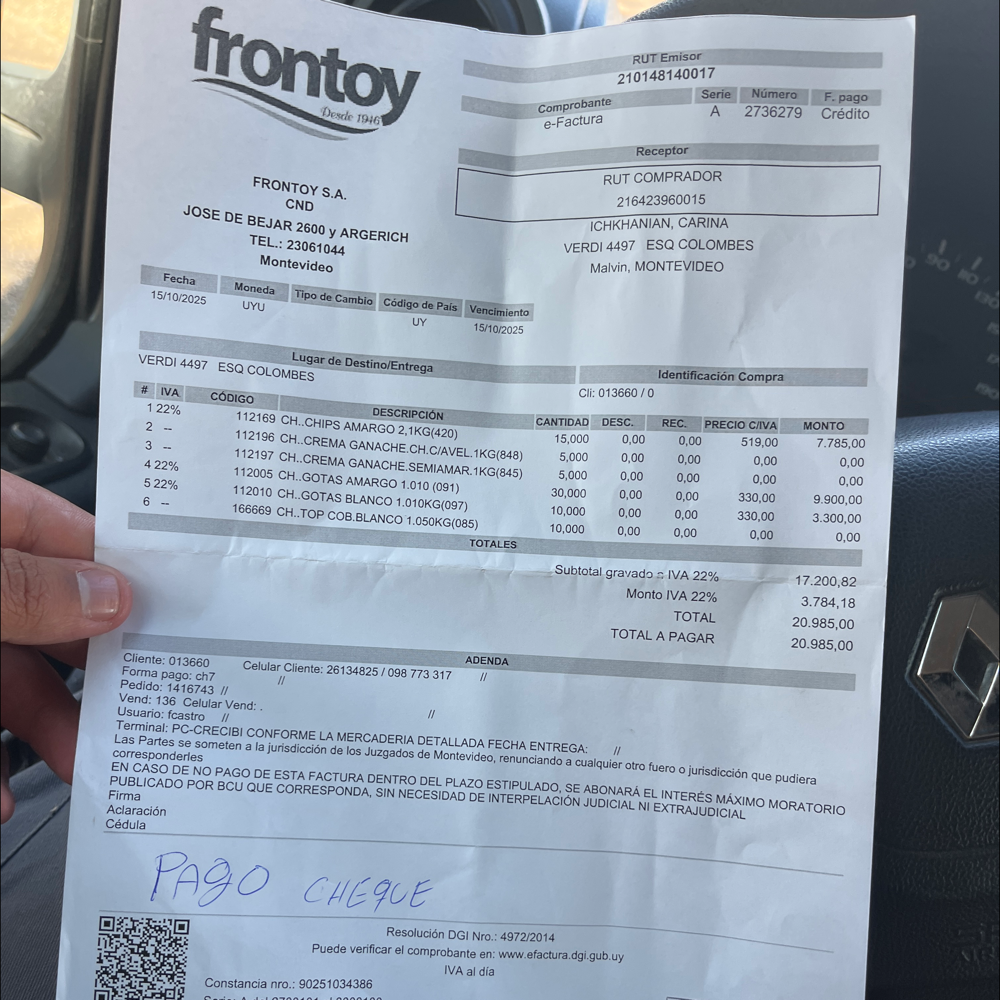 frontoy
Desde 1946
RUT Emisor
210148140017
Comprobante Serie Número F. pago
e-Factura A 2736279 Crédito
Receptor
RUT COMPRADOR
216423960015
ICHKHANIAN, CARINA
VERDI 4497 ESQ COLOMBES
Malvin, MONTEVIDEO
FRONTOY S.A.
CND
JOSE DE BEJAR 2600 y ARGERICH
TEL.: 23061044
Montevideo
Fecha Moneda Tipo de Cambio Código de País Vencimiento
15/10/2025 UYU UY 15/10/2025
Lugar de Destino/Entrega
VERDI 4497 ESQ COLOMBES
Identificación Compra
Cli: 013660 / 0
# IVA CÓDIGO DESCRIPCIÓN CANTIDAD DESC. REC. PRECIO C/IVA MONTO
1 22% 112169 CH..CHIPS AMARGO 2,1KG(420) 15,000 0,00 0,00 519,00 7.785,00
2 -- 112196 CH..CREMA GANACHE.CH.C/AVEL.1KG(848) 5,000 0,00 0,00 0,00 0,00
3 -- 112197 CH..CREMA GANACHE.SEMIAMAR.1KG(845) 5,000 0,00 0,00 0,00 0,00
4 22% 112005 CH..GOTAS AMARGO 1.010 (091) 30,000 0,00 0,00 330,00 9.900,00
5 22% 112010 CH..GOTAS BLANCO 1.010KG(097) 10,000 0,00 0,00 330,00 3.300,00
6 -- 166669 CH..TOP COB.BLANCO 1.050KG(085) 10,000 0,00 0,00 0,00 0,00
TOTALES
Subtotal gravado IVA 22% 17.200,82
Monto IVA 22% 3.784,18
TOTAL 20.985,00
TOTAL A PAGAR 20.985,00
ADENDA
Cliente: 013660 Celular Cliente: 26134825 / 098 773 317 //
Forma pago: ch7 //
Pedido: 1416743 //
Vend: 136 Celular Vend: . //
Usuario: fcastro //
Terminal: PC-CRECIBI CONFORME LA MERCADERIA DETALLADA FECHA ENTREGA: //
Las Partes se someten a la jurisdicción de los Juzgados de Montevideo, renunciando a cualquier otro fuero o jurisdicción que pudiera
corresponderles
EN CASO DE NO PAGO DE ESTA FACTURA DENTRO DEL PLAZO ESTIPULADO, SE ABONARÁ EL INTERÉS MÁXIMO MORATORIO
PUBLICADO POR BCU QUE CORRESPONDA, SIN NECESIDAD DE INTERPELACIÓN JUDICIAL NI EXTRAJUDICIAL
Firma
Aclaración
Cédula
PAGO CHEQUE
Resolución DGI Nro.: 4972/2014
Puede verificar el comprobante en: www.efactura.dgi.gub.uy
IVA al día
Constancia nro.: 90251034386